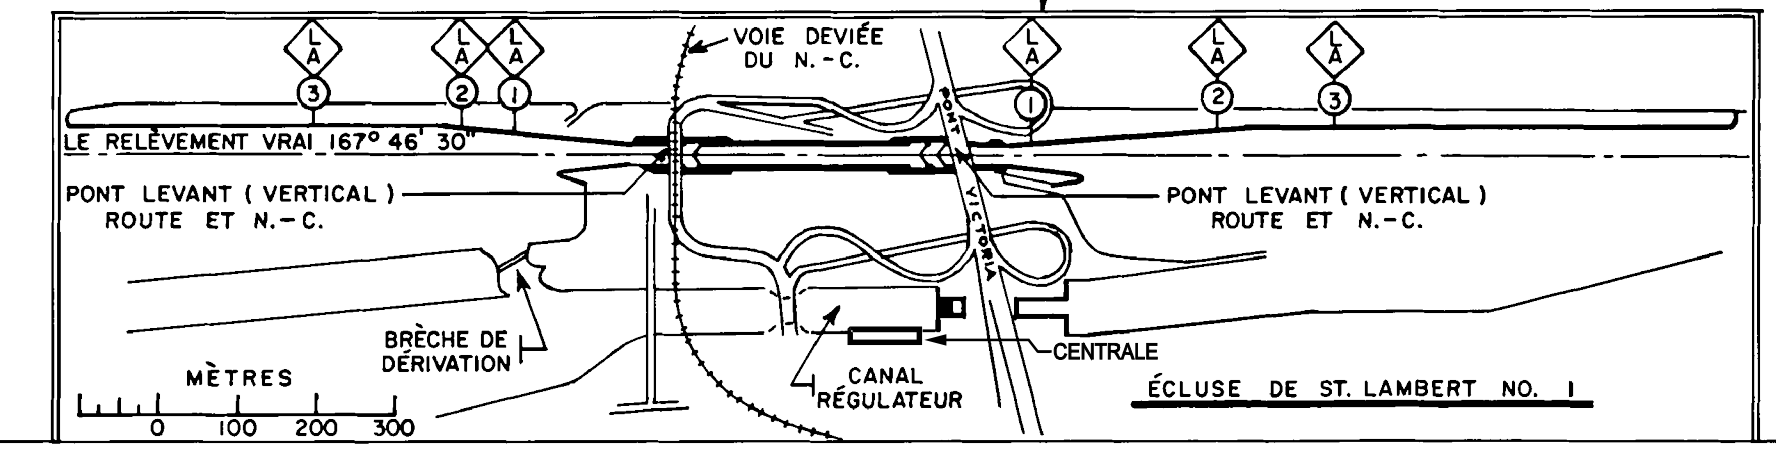 L A
L A
L A
L A
L A
L A
3
2
1
1
2
3
VOIE DEVIÉE
DU N.-C.
LE RELÈVEMENT VRAI 167° 46' 30"
PONT LEVANT (VERTICAL)
ROUTE ET N.-C.
PONT VICTORIA
PONT LEVANT (VERTICAL)
ROUTE ET N.-C.
BRÈCHE DE
DÉRIVATION
CENTRALE
CANAL
RÉGULATEUR
MÈTRES
0 100 200 300
ÉCLUSE DE ST. LAMBERT NO. 1